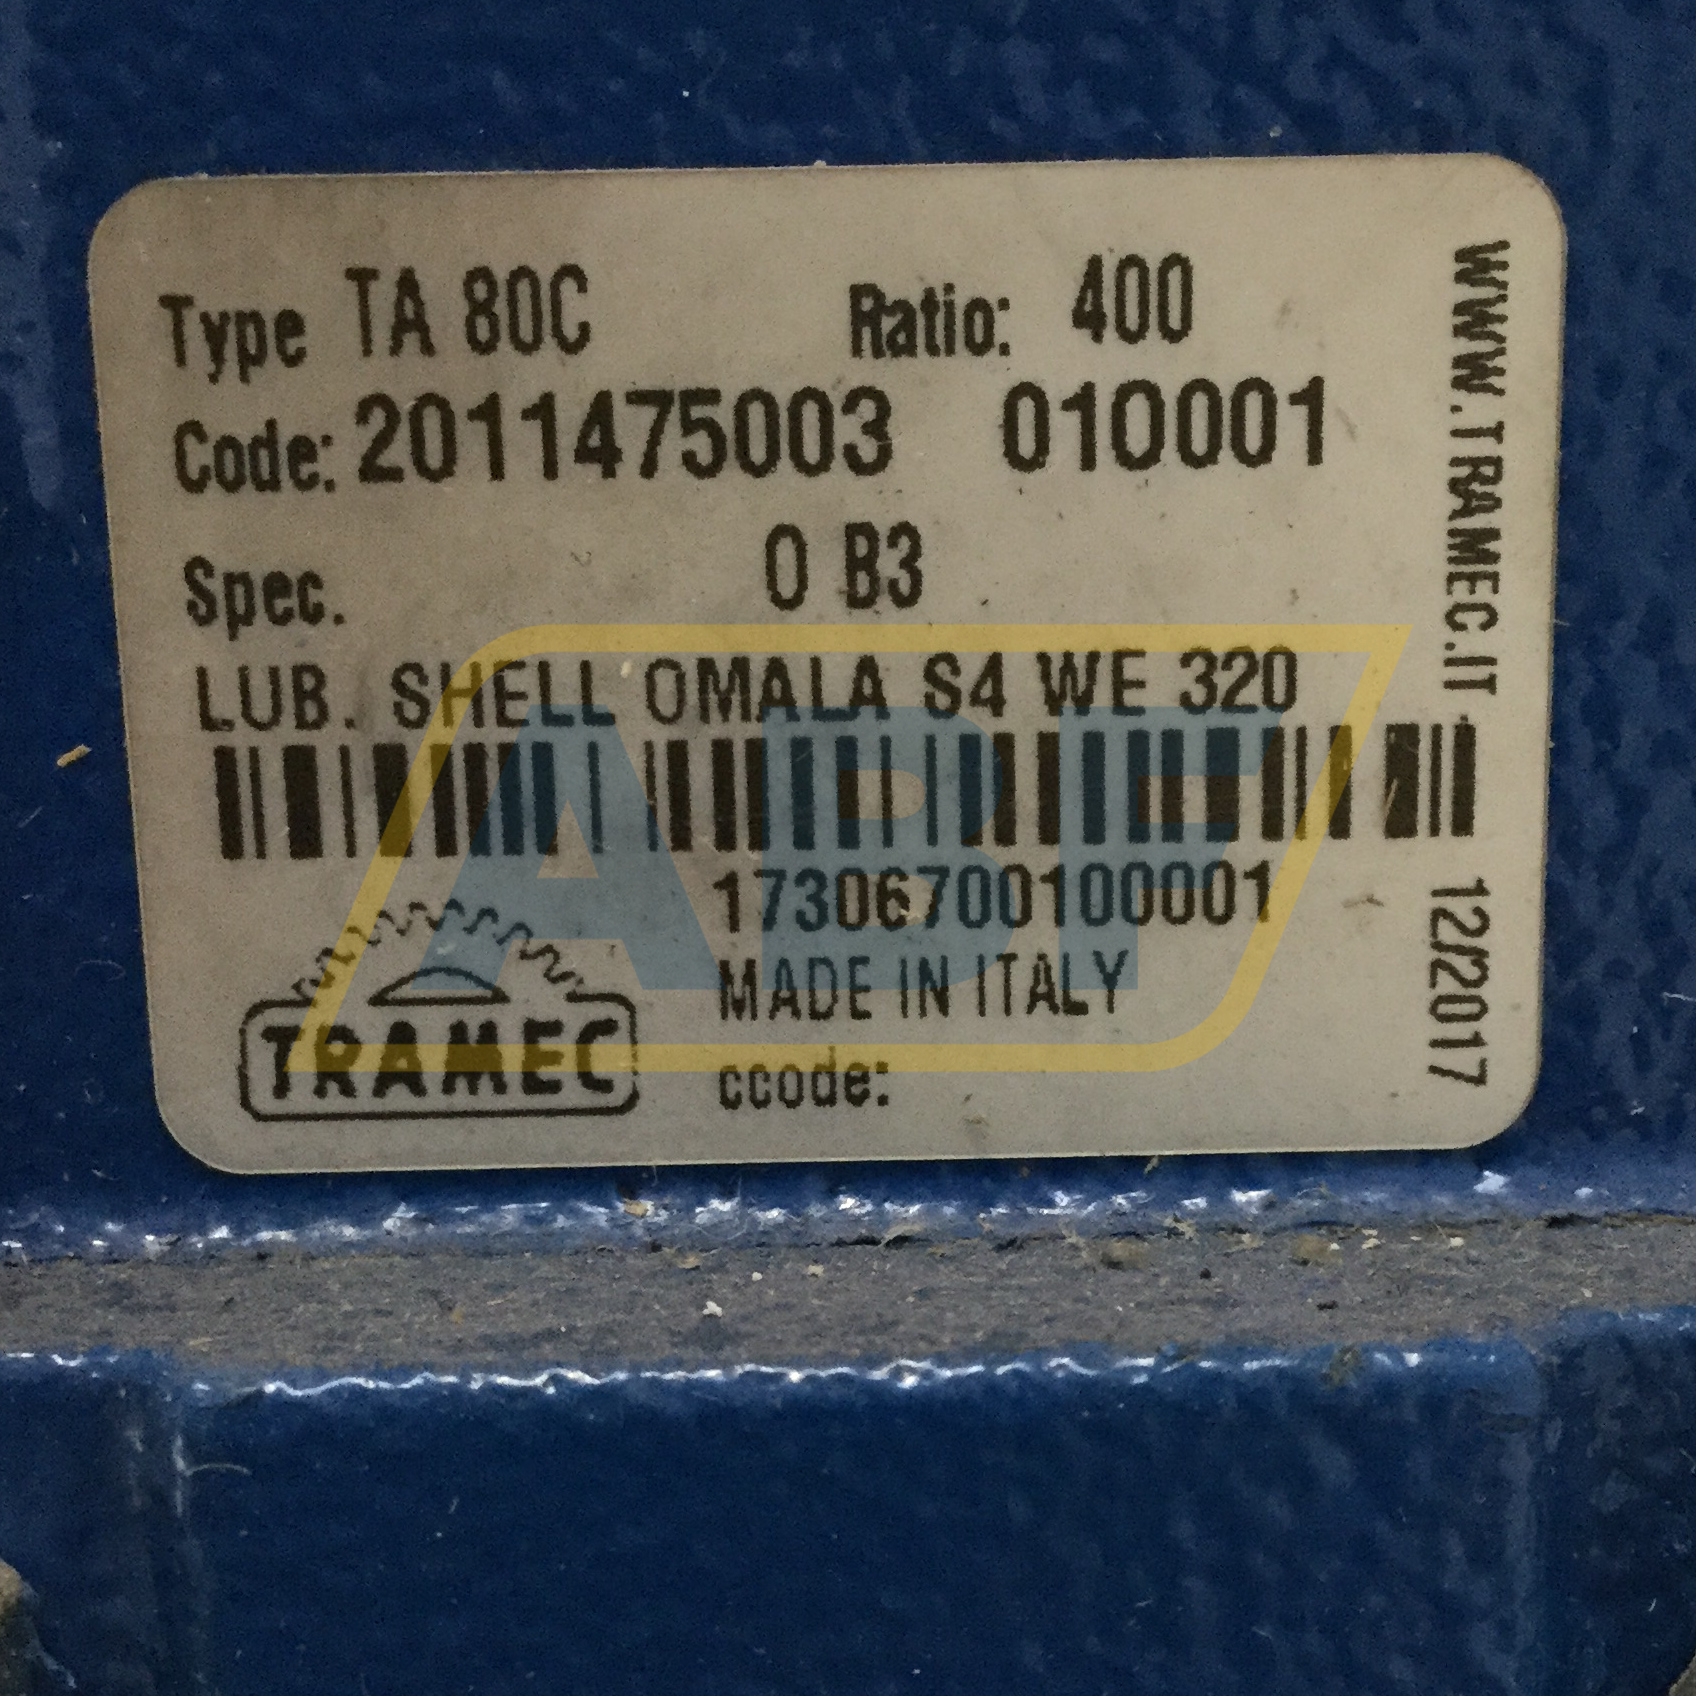 Type TA 80C Ratio: 400
Code: 2011475003 010001
Spec. 0 B3
LUB. SHELL OMALA S4 WE 320
17306700100001
MADE IN ITALY
ccode:
TRAMEC
WWW.TRAMEC.IT 12/2017
ABF